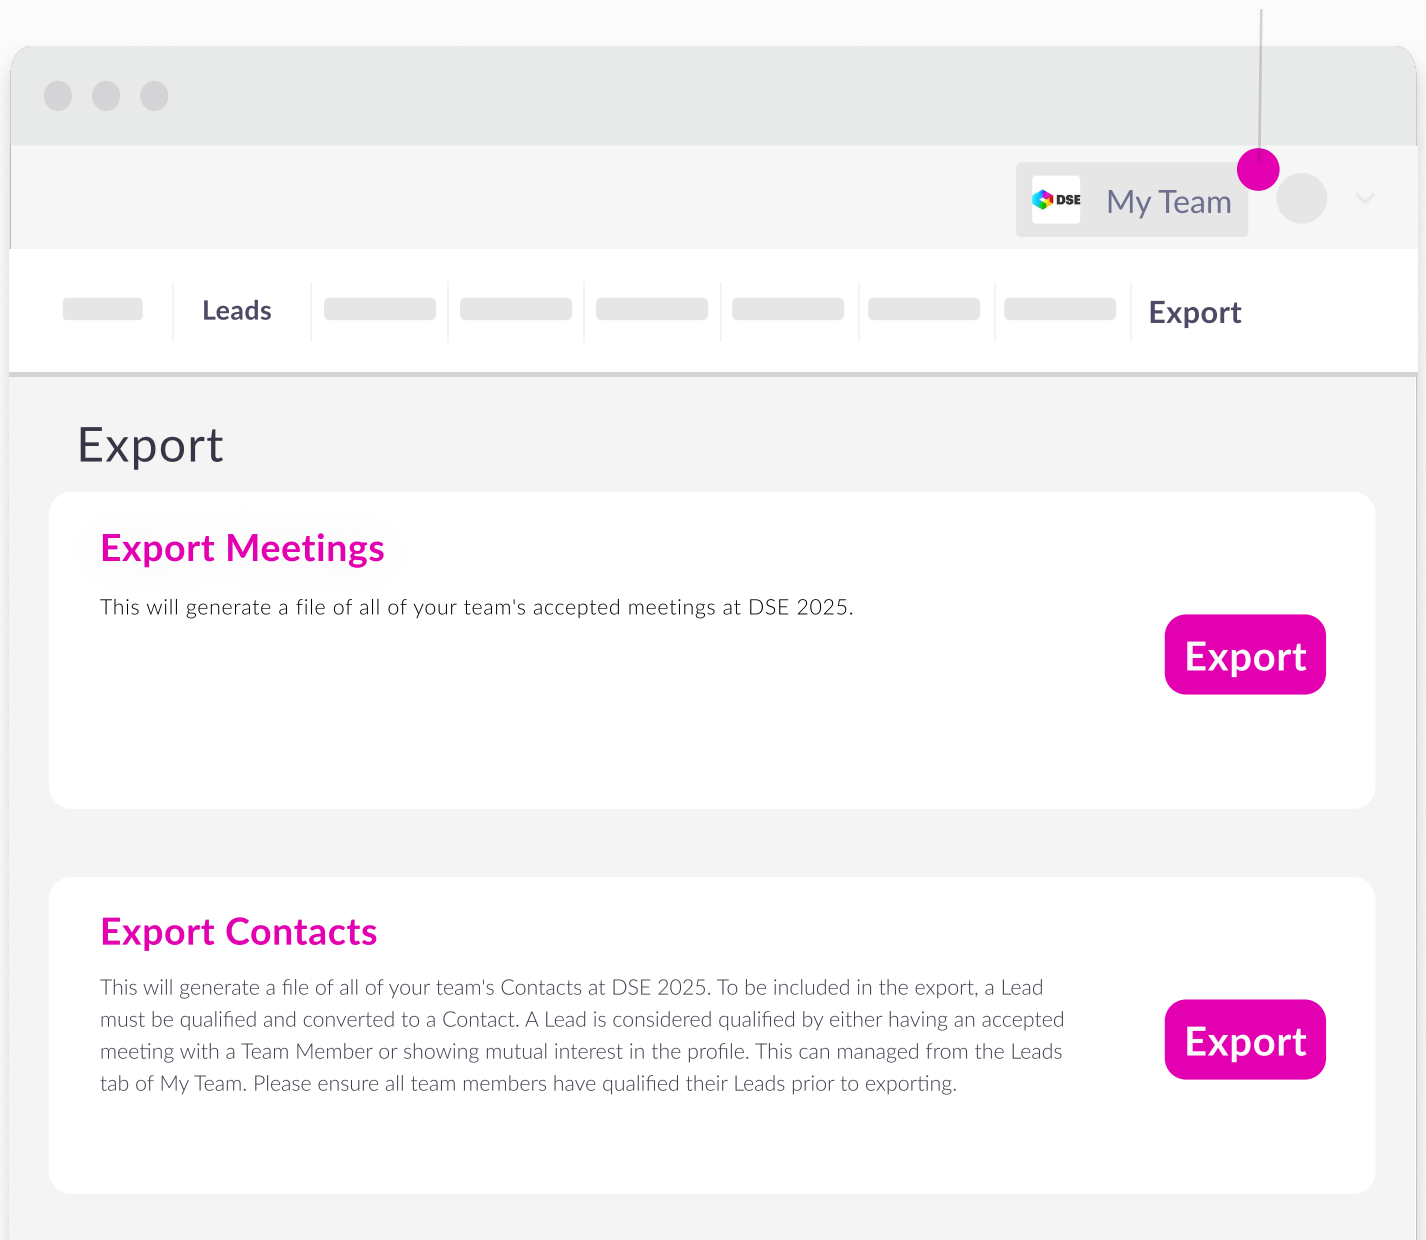 DSE
My Team
Leads
Export
Export
Export Meetings
This will generate a file of all of your team's accepted meetings at DSE 2025.
Export
Export Contacts
This will generate a file of all of your team's Contacts at DSE 2025. To be included in the export, a Lead
must be qualified and converted to a Contact. A Lead is considered qualified by either having an accepted
meeting with a Team Member or showing mutual interest in the profile. This can managed from the Leads
tab of My Team. Please ensure all team members have qualified their Leads prior to exporting.
Export